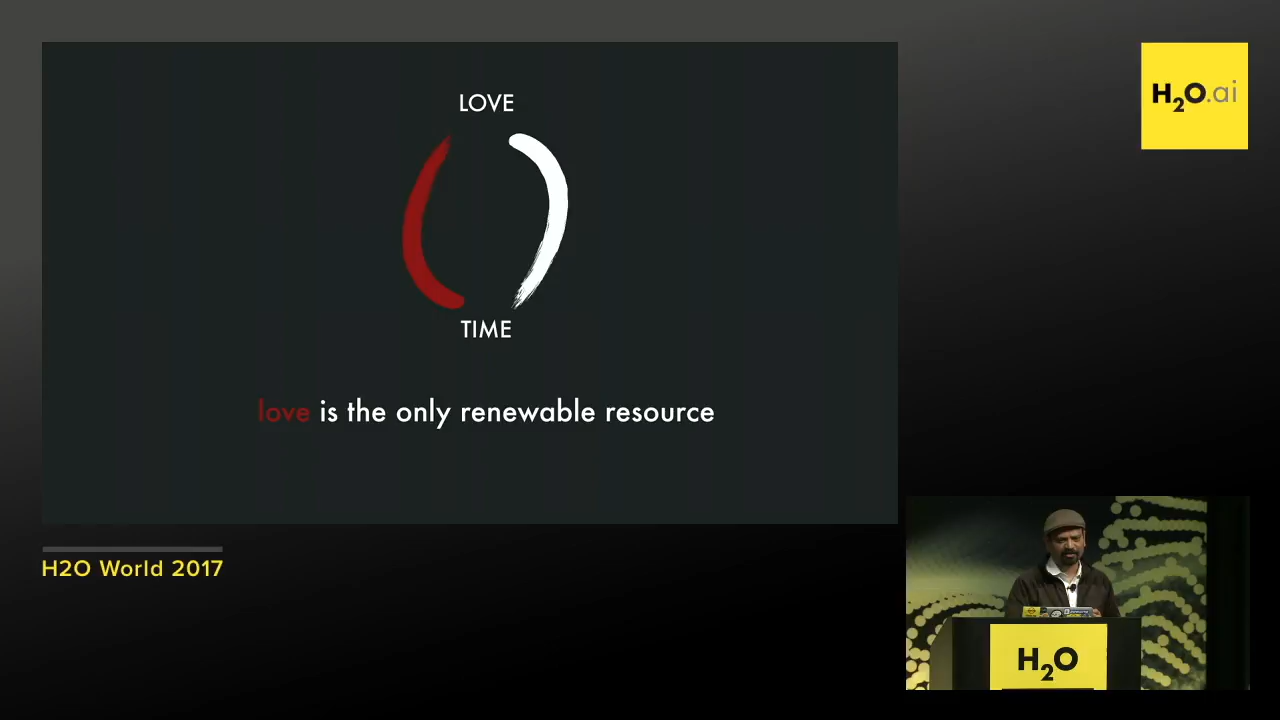 LOVE
TIME
love is the only renewable resource
H2O.ai
H2O World 2017
H2O